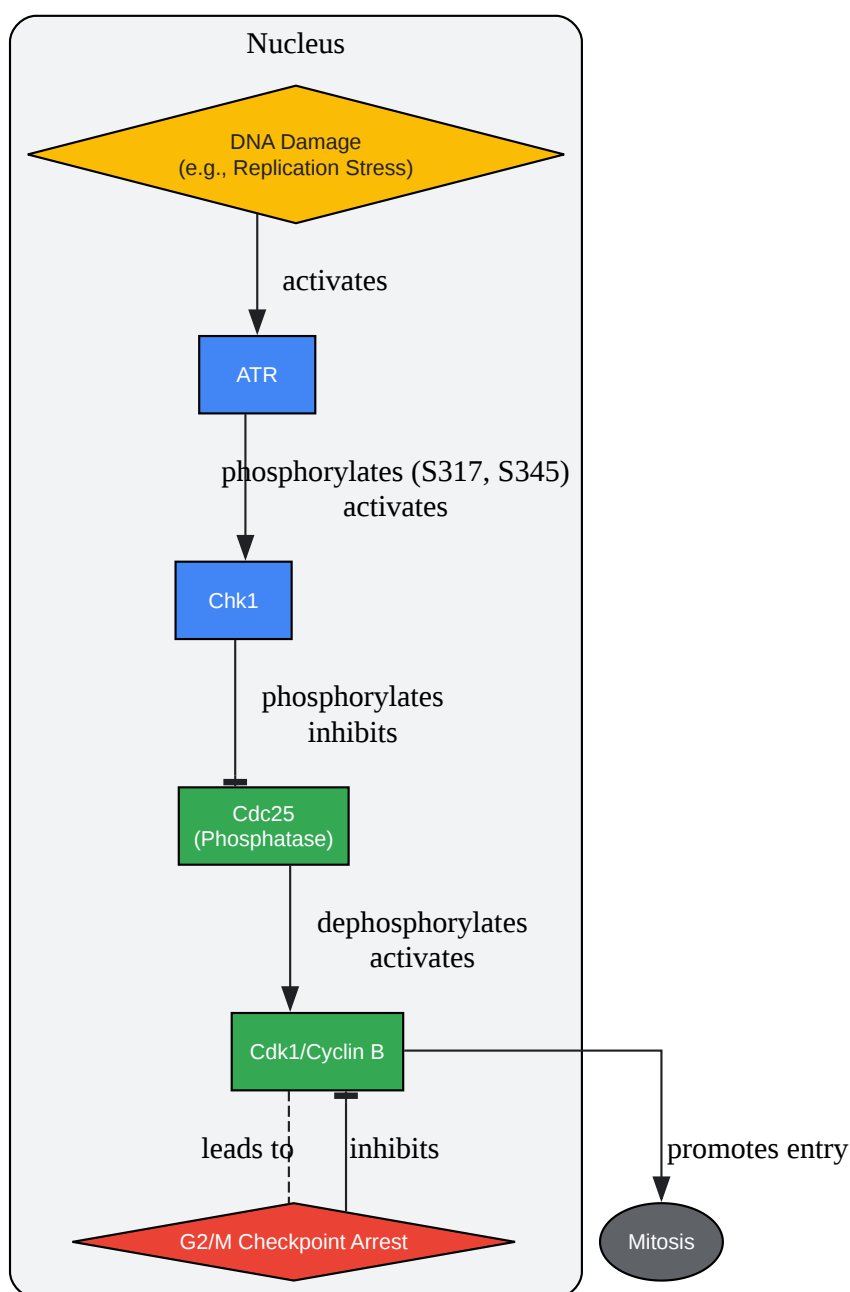 Nucleus
DNA Damage
(e.g., Replication Stress)
activates
ATR
phosphorylates (S317, S345)
activates
Chk1
phosphorylates
inhibits
Cdc25
(Phosphatase)
dephosphorylates
activates
Cdk1/Cyclin B
leads to
inhibits
promotes entry
G2/M Checkpoint Arrest
Mitosis